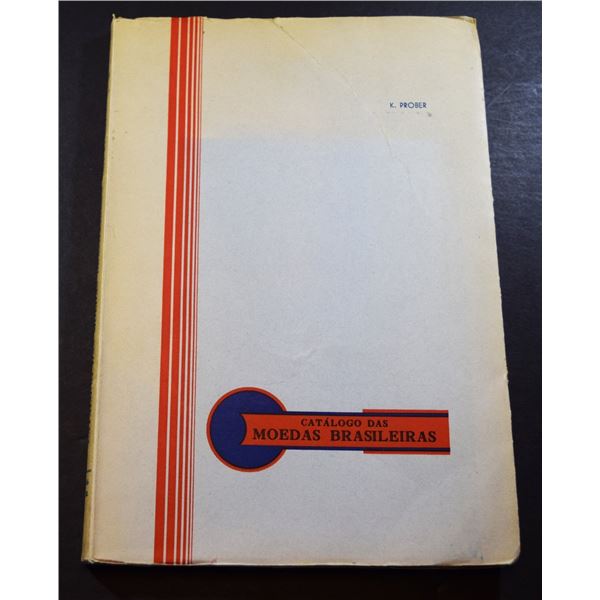 K. PROBER
CATÁLOGO DAS
MOEDAS BRASILEIRAS